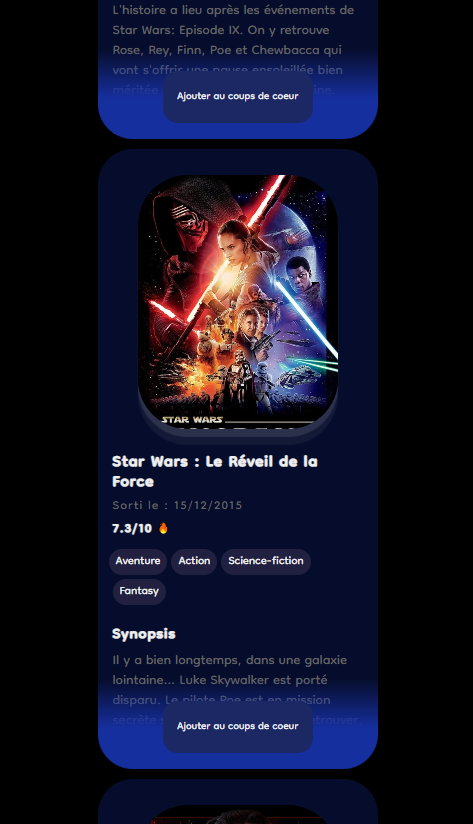 L'histoire a lieu après les événements de
Star Wars: Episode IX. On y retrouve
Rose, Rey, Finn, Poe et Chewbacca qui
vont s'offrir une pause ensoleillée bien
méritée
Ajouter au coups de coeur
STAR WARS
Star Wars : Le Réveil de la
Force
Sorti le : 15/12/2015
7.3/10 🔥
Aventure Action Science-fiction
Fantasy
Synopsis
Il y a bien longtemps, dans une galaxie
lointaine... Luke Skywalker est porté
disparu. Le pilote Poe est en mission
secrète
Ajouter au coups de coeur